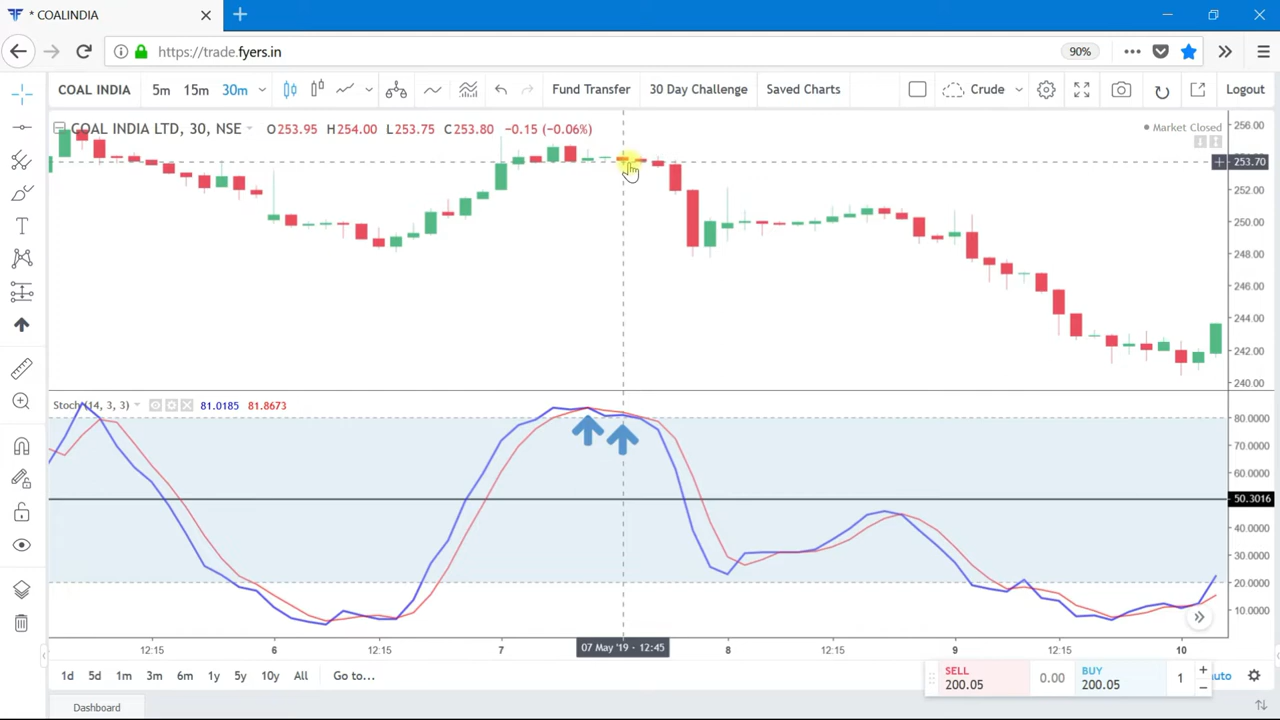 * COALINDIA
https://trade.fyers.in
90%
COAL INDIA 5m 15m 30m Fund Transfer 30 Day Challenge Saved Charts Crude Logout
COAL INDIA LTD, 30, NSE O253.95 H254.00 L253.75 C253.80 -0.15 (-0.06%)
Market Closed
256.00
253.70
252.00
250.00
248.00
246.00
244.00
242.00
240.00
Stoch (14, 3, 3) 81.0185 81.8673
80.0000
70.0000
60.0000
50.3016
40.0000
30.0000
20.0000
10.0000
12:15 6 12:15 7 07 May '19 - 12:45 8 12:15 9 12:15 10
1d 5d 1m 3m 6m 1y 5y 10y All Go to...
SELL 200.05 0.00 BUY 200.05 1
Dashboard